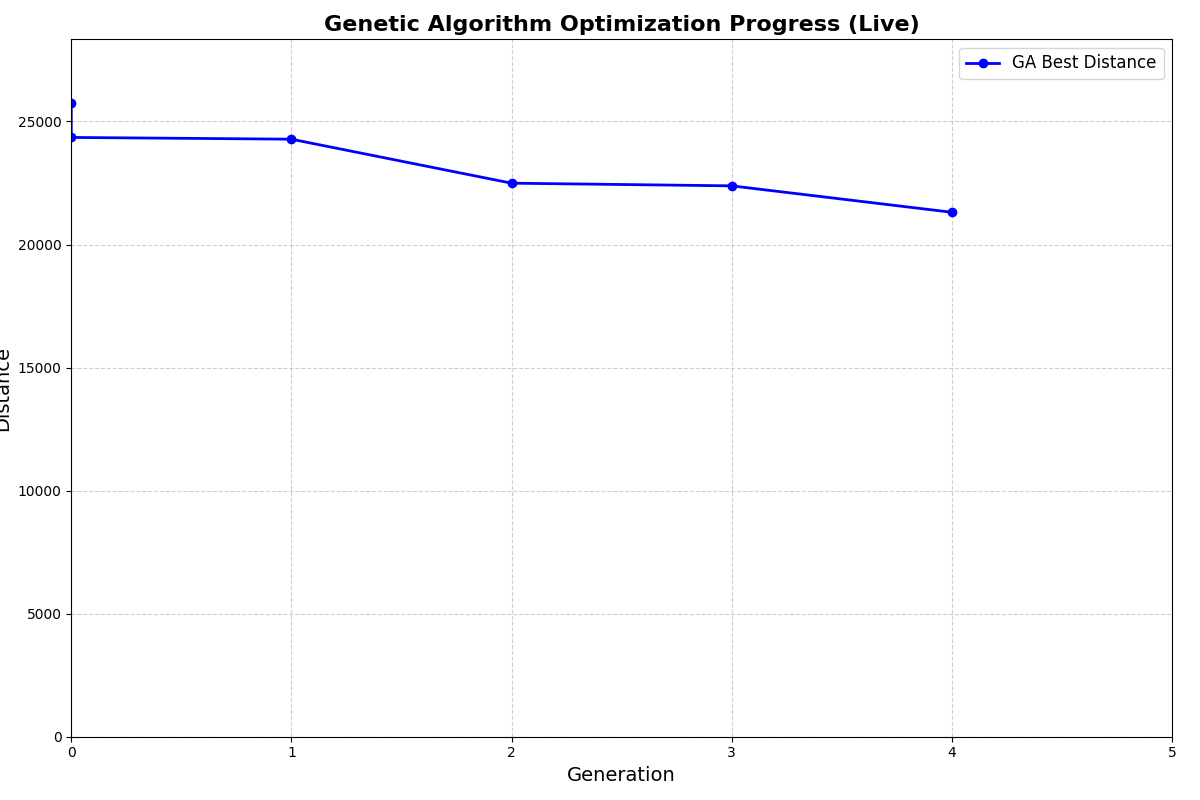 Genetic Algorithm Optimization Progress (Live)
GA Best Distance
25000
20000
15000
10000
5000
0
Distance
0 1 2 3 4 5
Generation